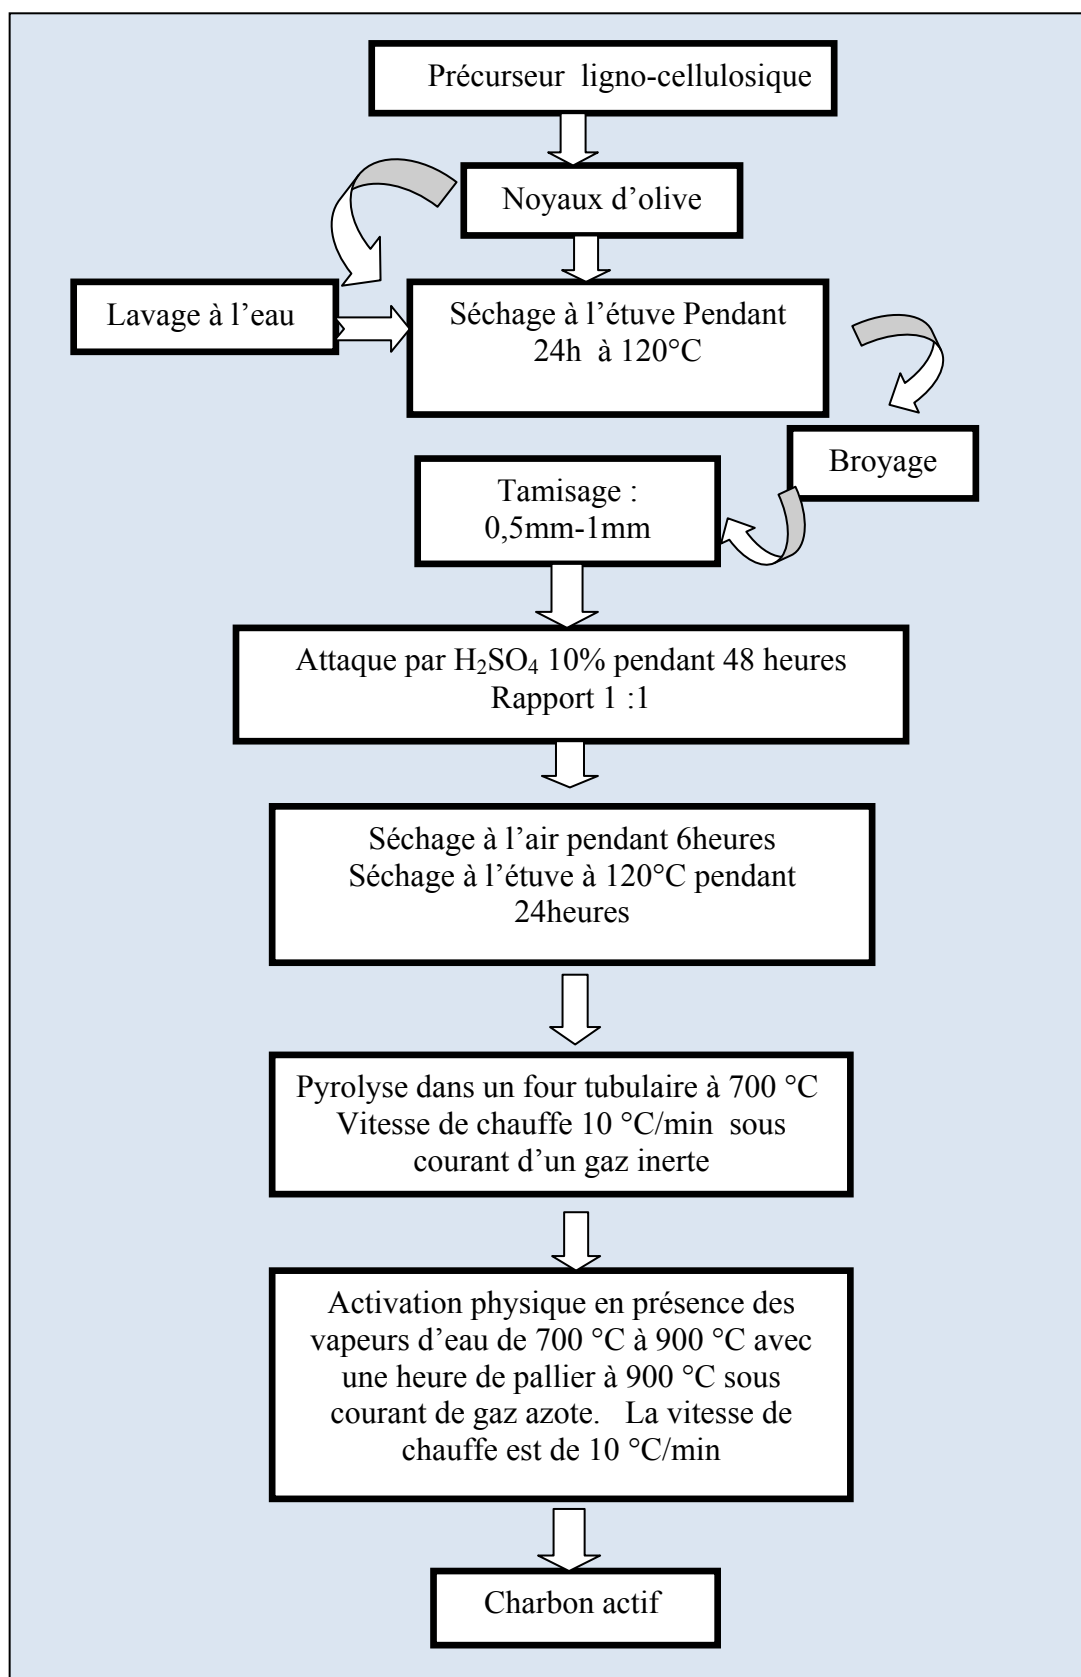 Précurseur ligno-cellulosique
Noyaux d’olive
Lavage à l’eau
Séchage à l’étuve Pendant
24h à 120°C
Broyage
Tamisage :
0,5mm-1mm
Attaque par H₂SO₄ 10% pendant 48 heures
Rapport 1 :1
Séchage à l’air pendant 6heures
Séchage à l’étuve à 120°C pendant
24heures
Pyrolyse dans un four tubulaire à 700 °C
Vitesse de chauffe 10 °C/min sous
courant d’un gaz inerte
Activation physique en présence des
vapeurs d’eau de 700 °C à 900 °C avec
une heure de pallier à 900 °C sous
courant de gaz azote. La vitesse de
chauffe est de 10 °C/min
Charbon actif